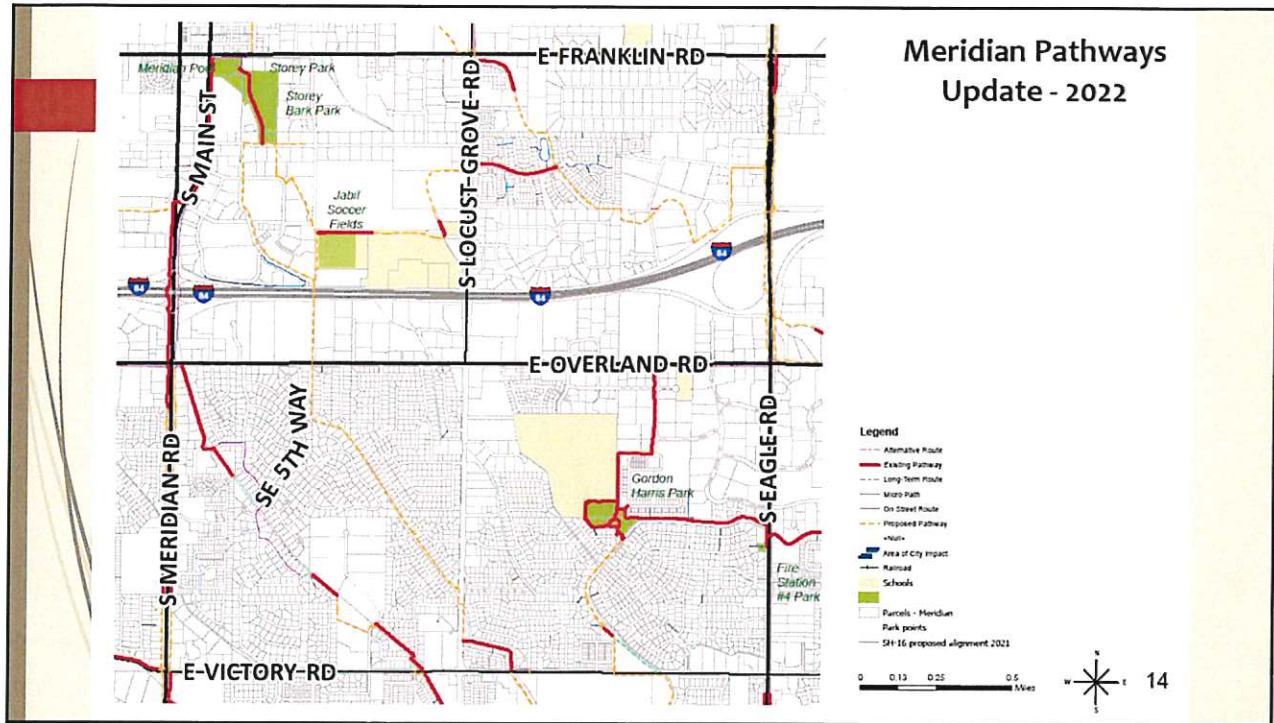 Meridian Pathways
Update - 2022
E-FRANKLIN-RD
Storey Park
Storey
Bark Park
S-MAIN-ST
S-LOCUST-GROVE-RD
Jabil
Soccer
Fields
84
84
84
84
E-OVERLAND-RD
SE 5TH WAY
S-MERIDIAN-RD
S-EAGLE-RD
Gordon
Harris Park
Fire
Station
#4 Park
E-VICTORY-RD
Legend
Alternative Route
Existing Pathway
Long-Term Route
Micro Path
On Street Route
Proposed Pathway
<Null>
Area of City Impact
Railroad
Schools
Parcels - Meridian
Park points
SH-16 proposed alignment 2021
0 0.13 0.25 0.5
Miles
N
W E
S
14